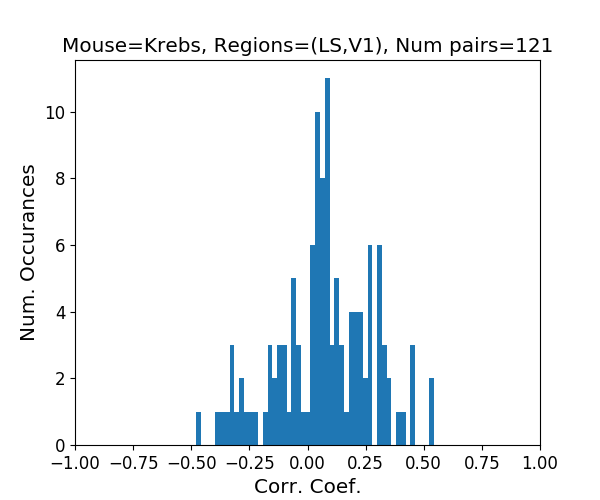 Mouse=Krebs, Regions=(LS,V1), Num pairs=121
10
8
6
4
2
0
Num. Occurances
−1.00 −0.75 −0.50 −0.25 0.00 0.25 0.50 0.75 1.00
Corr. Coef.